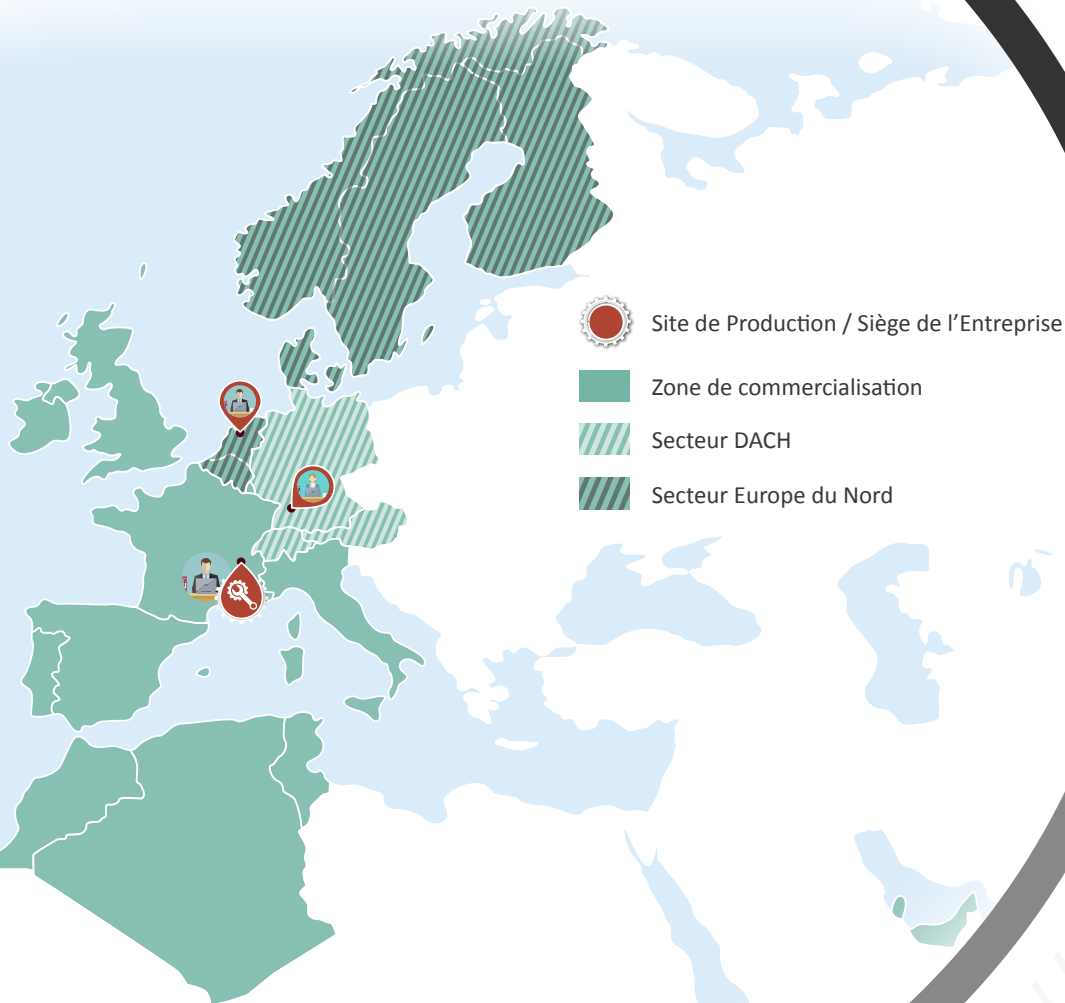 Site de Production / Siège de l’Entreprise
Zone de commercialisation
Secteur DACH
Secteur Europe du Nord